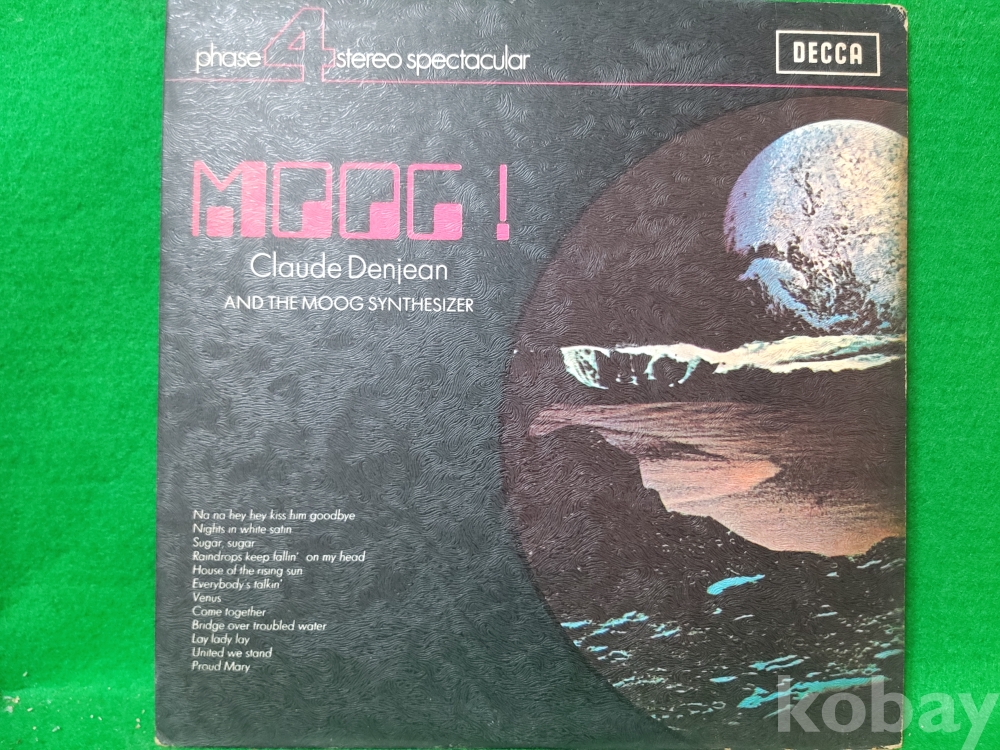 phase 4 stereo spectacular
DECCA
MOOG!
Claude Denjean
AND THE MOOG SYNTHESIZER
Na na hey hey kiss him goodbye
Nights in white satin
Sugar, sugar
Raindrops keep fallin' on my head
House of the rising sun
Everybody's talkin'
Venus
Come together
Bridge over troubled water
Lay lady lay
United we stand
Proud Mary
kobay